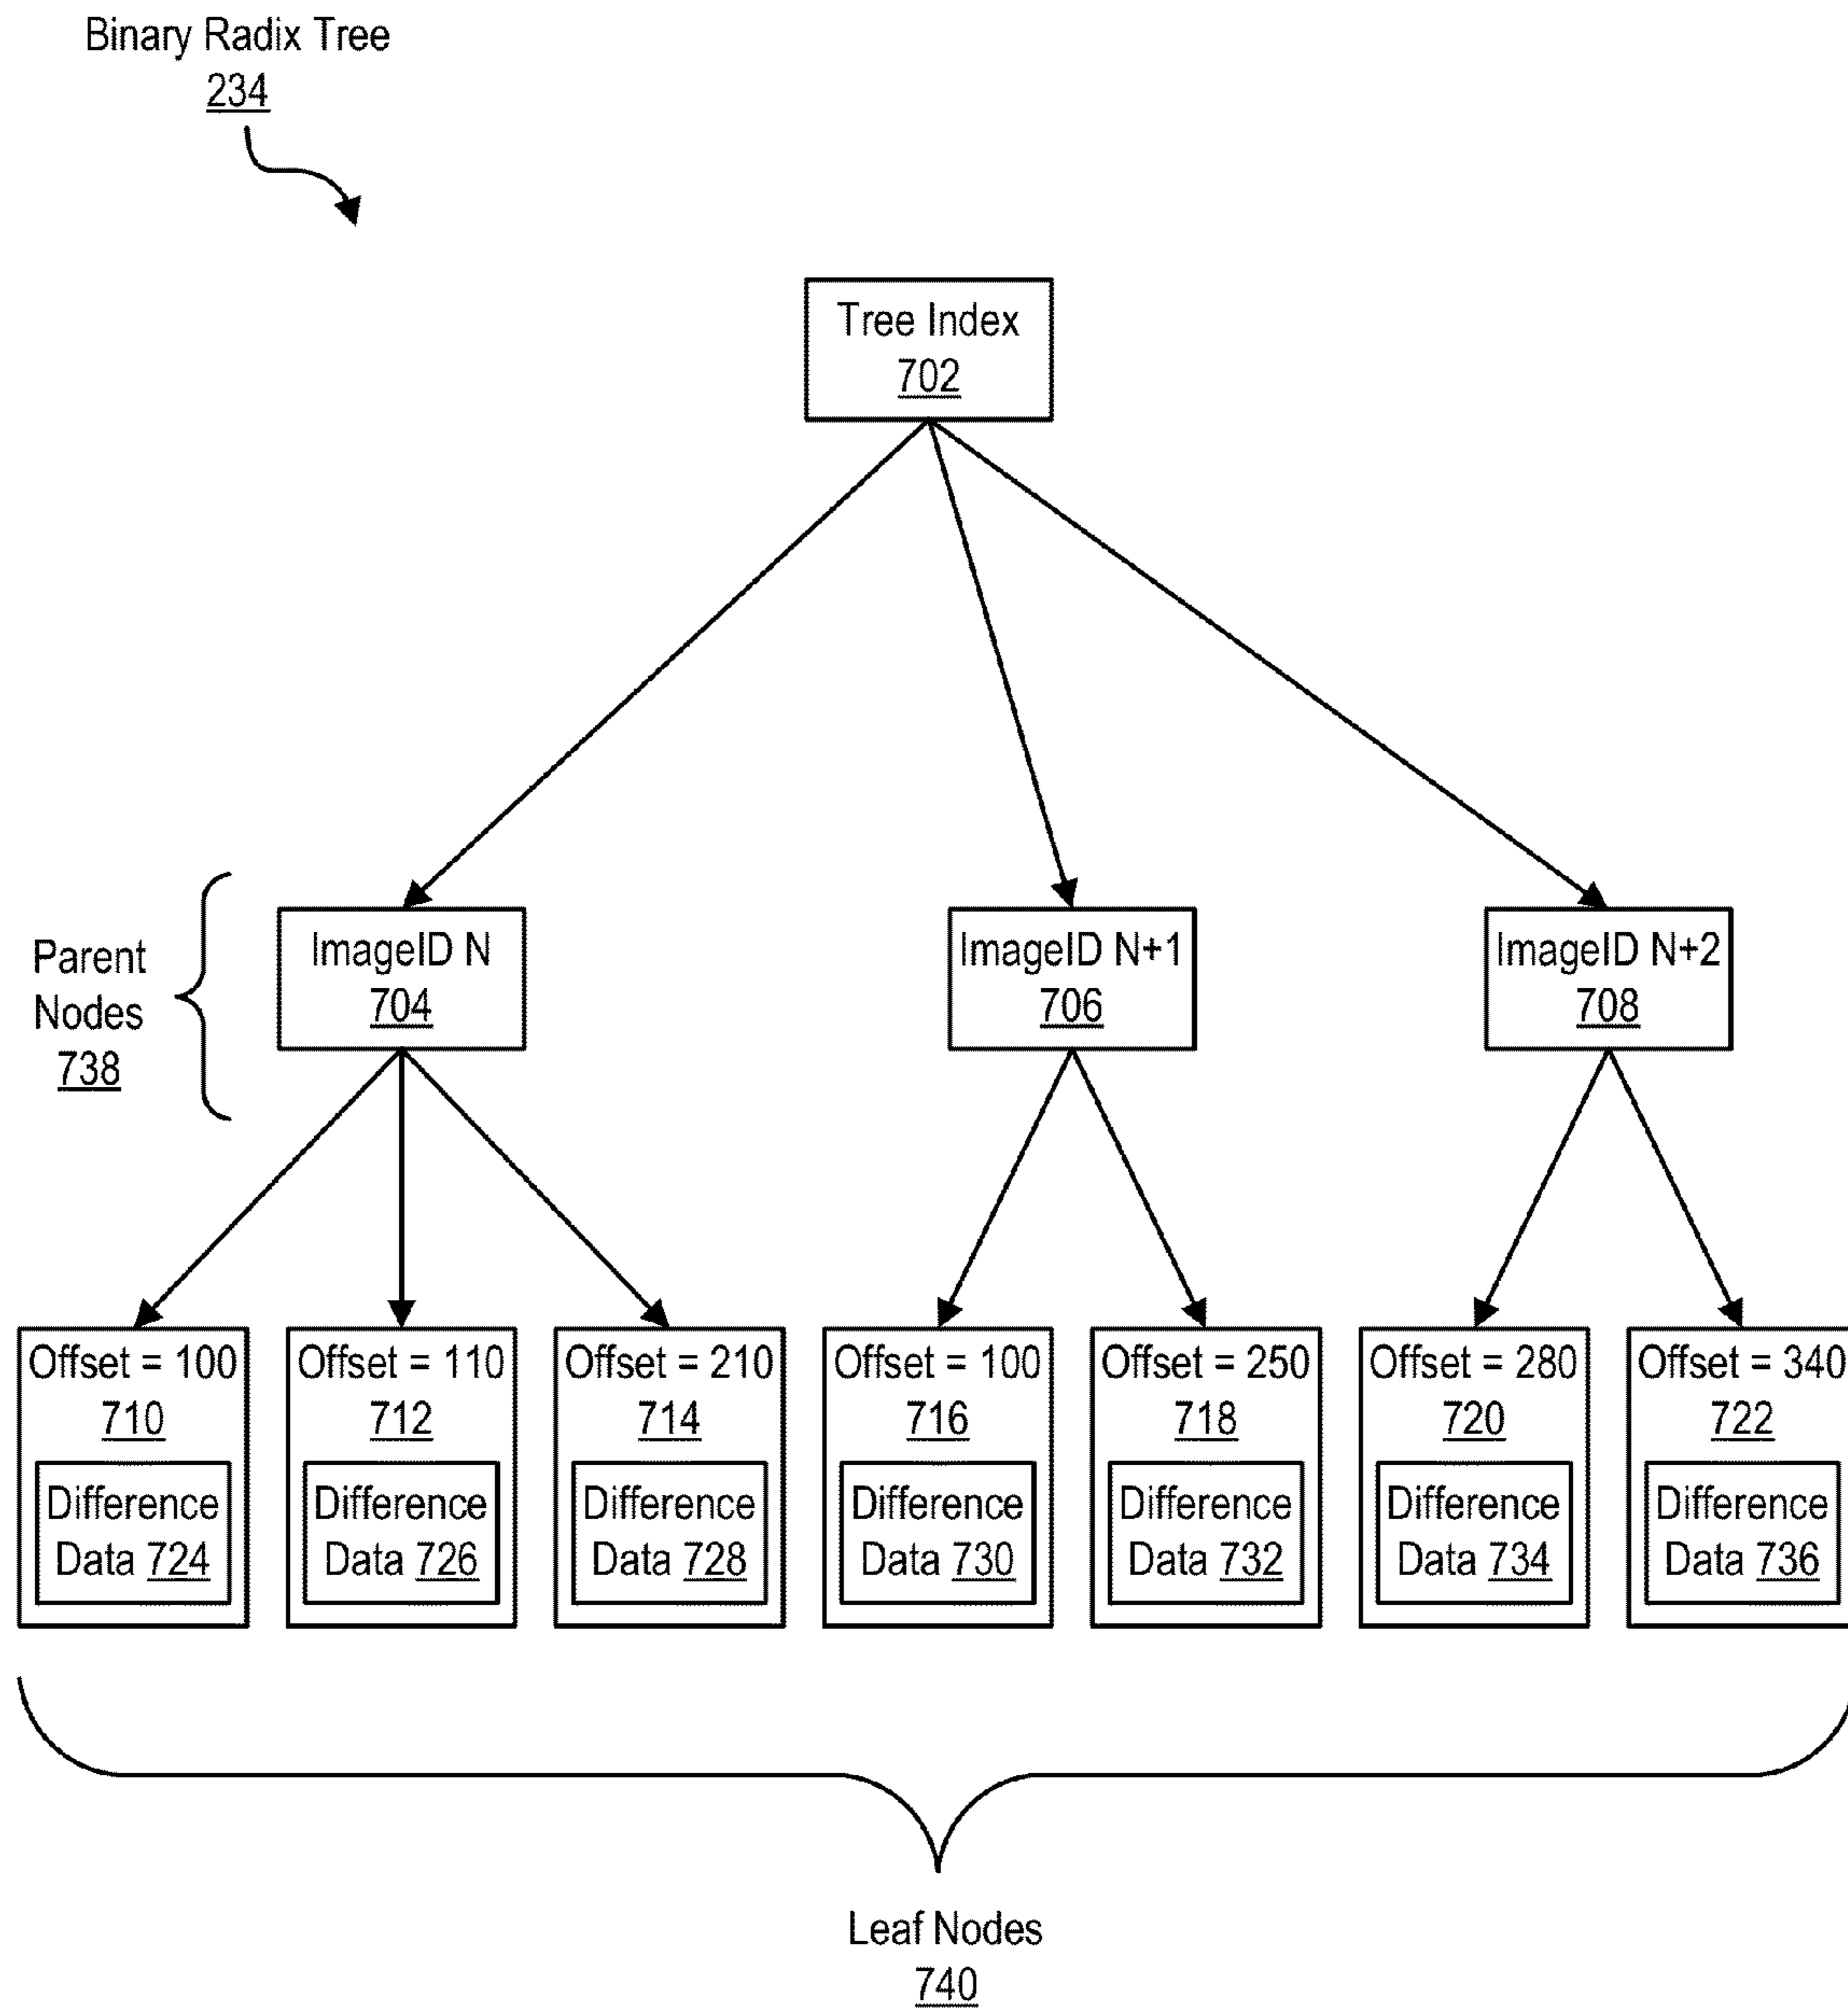 Binary Radix Tree
234
Tree Index
702
Parent
Nodes
738
ImageID N
704
ImageID N+1
706
ImageID N+2
708
Offset = 100
710
Difference
Data 724
Offset = 110
712
Difference
Data 726
Offset = 210
714
Difference
Data 728
Offset = 100
716
Difference
Data 730
Offset = 250
718
Difference
Data 732
Offset = 280
720
Difference
Data 734
Offset = 340
722
Difference
Data 736
Leaf Nodes
740